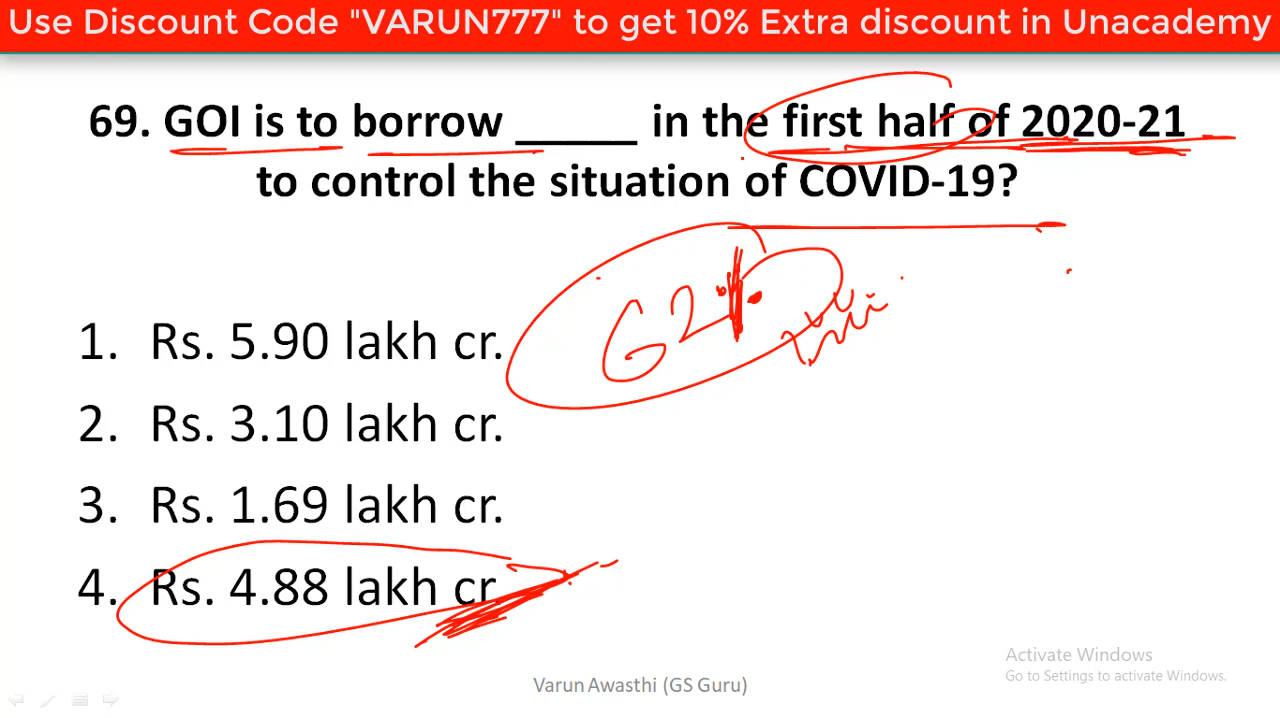 Use Discount Code "VARUN777" to get 10% Extra discount in Unacademy
69. GOI is to borrow _____ in the first half of 2020-21
to control the situation of COVID-19?
62%
1. Rs. 5.90 lakh cr.
2. Rs. 3.10 lakh cr.
3. Rs. 1.69 lakh cr.
4. Rs. 4.88 lakh cr
Activate Windows
Go to Settings to activate Windows.
Varun Awasthi (GS Guru)